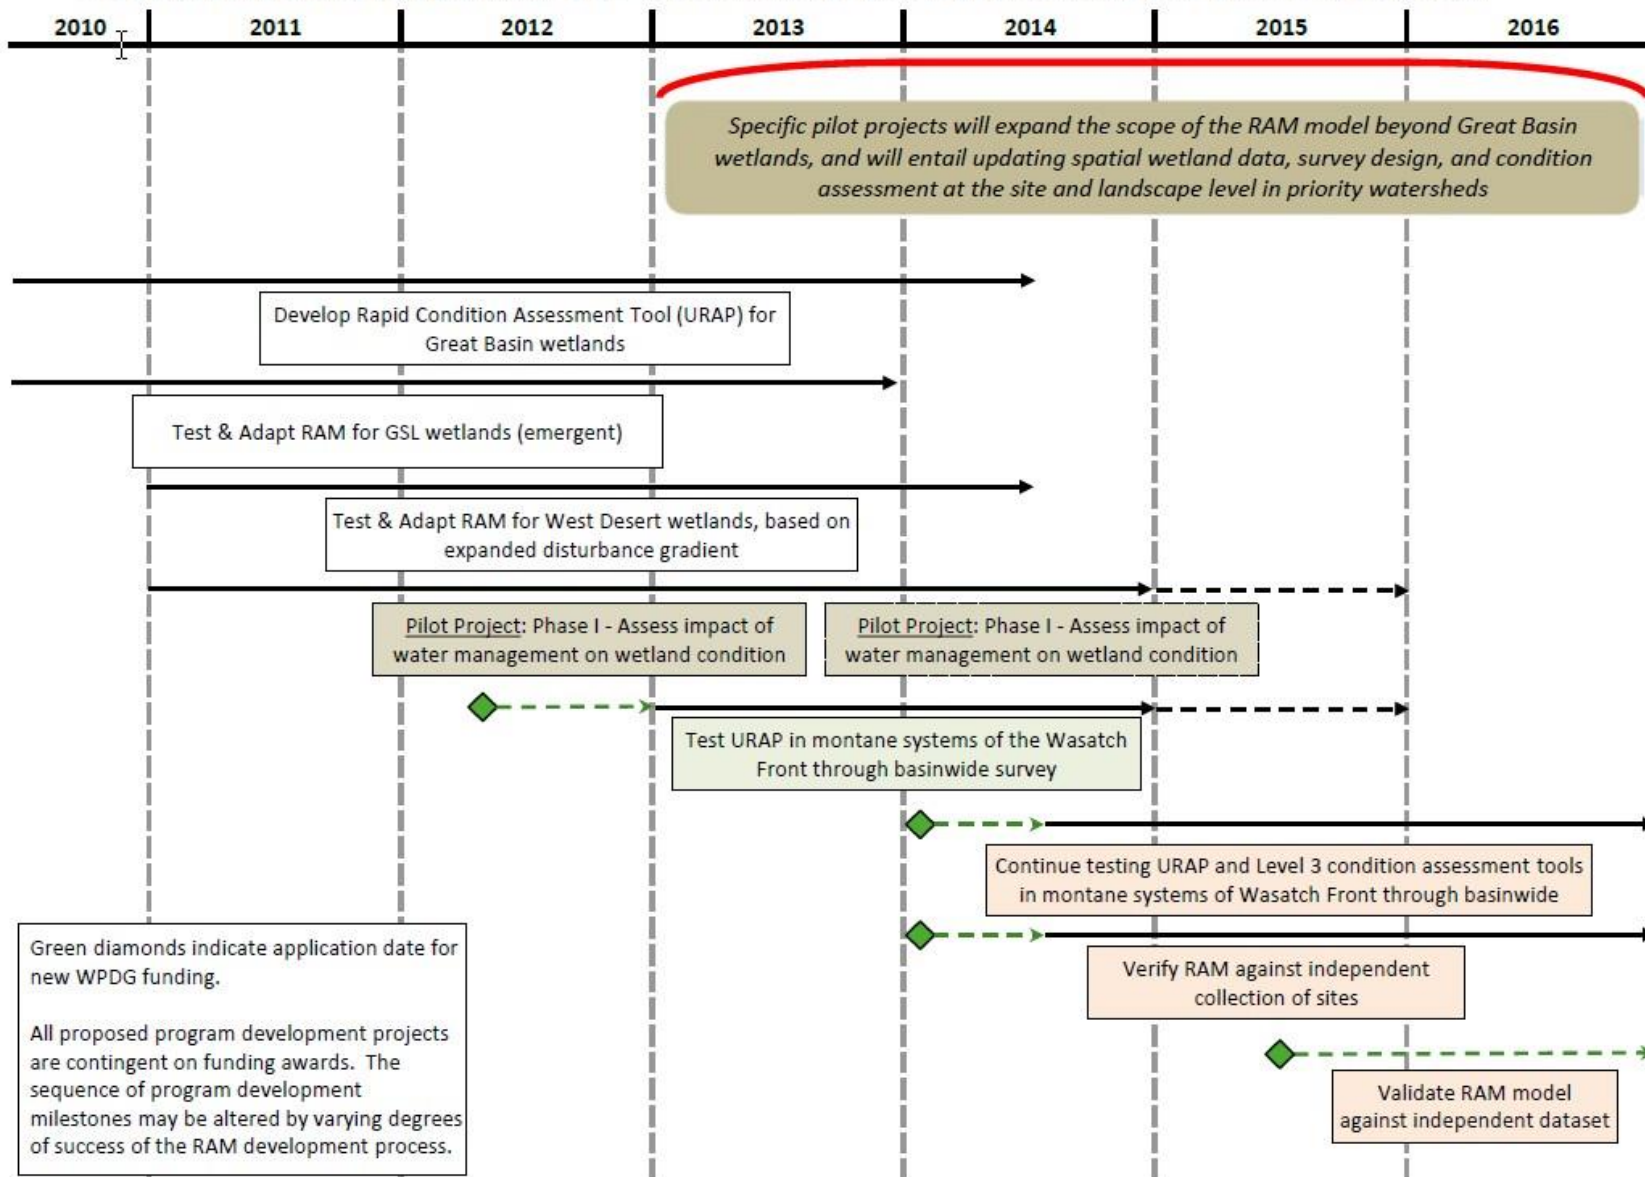 2010 2011 2012 2013 2014 2015 2016
Specific pilot projects will expand the scope of the RAM model beyond Great Basin
wetlands, and will entail updating spatial wetland data, survey design, and condition
assessment at the site and landscape level in priority watersheds
Develop Rapid Condition Assessment Tool (URAP) for
Great Basin wetlands
Test & Adapt RAM for GSL wetlands (emergent)
Test & Adapt RAM for West Desert wetlands, based on
expanded disturbance gradient
Pilot Project: Phase I - Assess impact of
water management on wetland condition
Pilot Project: Phase I - Assess impact of
water management on wetland condition
Test URAP in montane systems of the Wasatch
Front through basinwide survey
Continue testing URAP and Level 3 condition assessment tools
in montane systems of Wasatch Front through basinwide
Verify RAM against independent
collection of sites
Validate RAM model
against independent dataset
Green diamonds indicate application date for
new WPDG funding.
All proposed program development projects
are contingent on funding awards. The
sequence of program development
milestones may be altered by varying degrees
of success of the RAM development process.